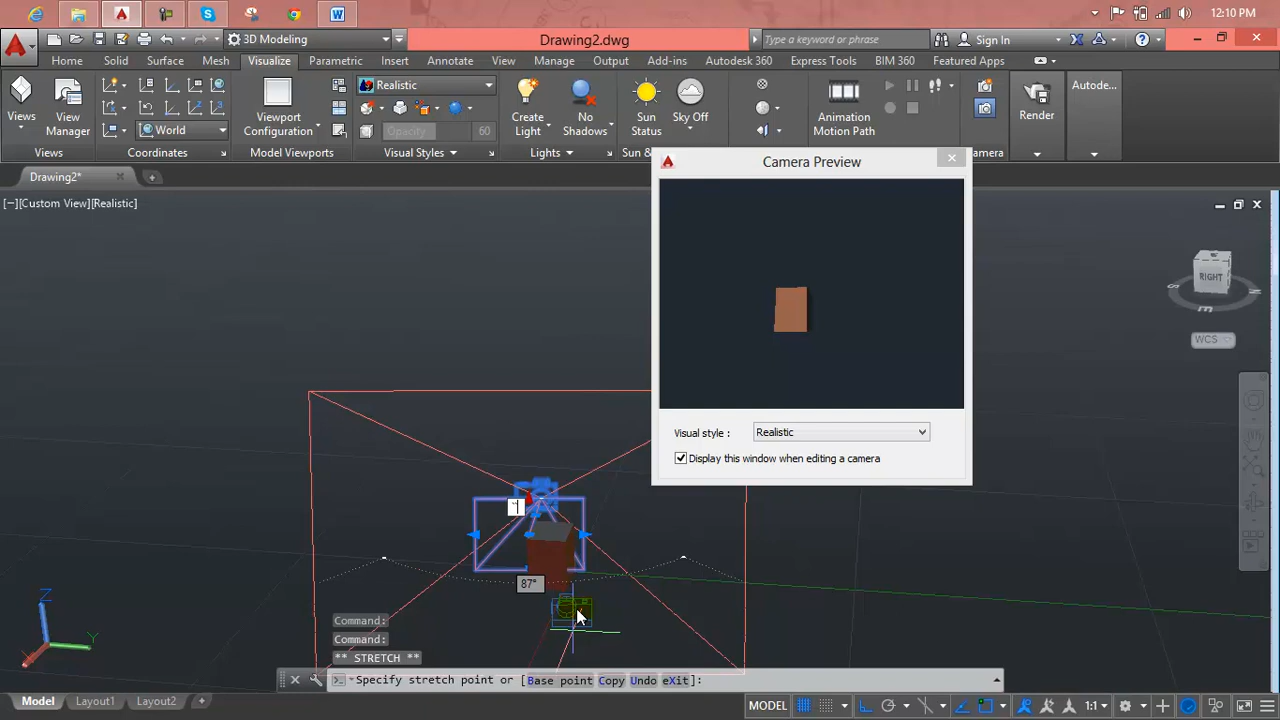 12:10 PM
3D Modeling
Drawing2.dwg
Type a keyword or phrase
Sign In
Home
Solid
Surface
Mesh
Visualize
Parametric
Insert
Annotate
View
Manage
Output
Add-ins
Autodesk 360
Express Tools
BIM 360
Featured Apps
Views
View
Manager
World
Viewport
Configuration
Realistic
Opacity
60
Create
Light
No
Shadows
Sun
Status
Sky Off
Animation
Motion Path
Render
Autode...
Views
Coordinates
Model Viewports
Visual Styles
Lights
Sun &
amera
Drawing2*
[−][Custom View][Realistic]
Camera Preview
Visual style :
Realistic
Display this window when editing a camera
RIGHT
S
N
E
WCS
87°
Z
Y
X
Command:
Command:
** STRETCH **
Specify stretch point or [Base point Copy Undo eXit]:
Model
Layout1
Layout2
MODEL
1:1